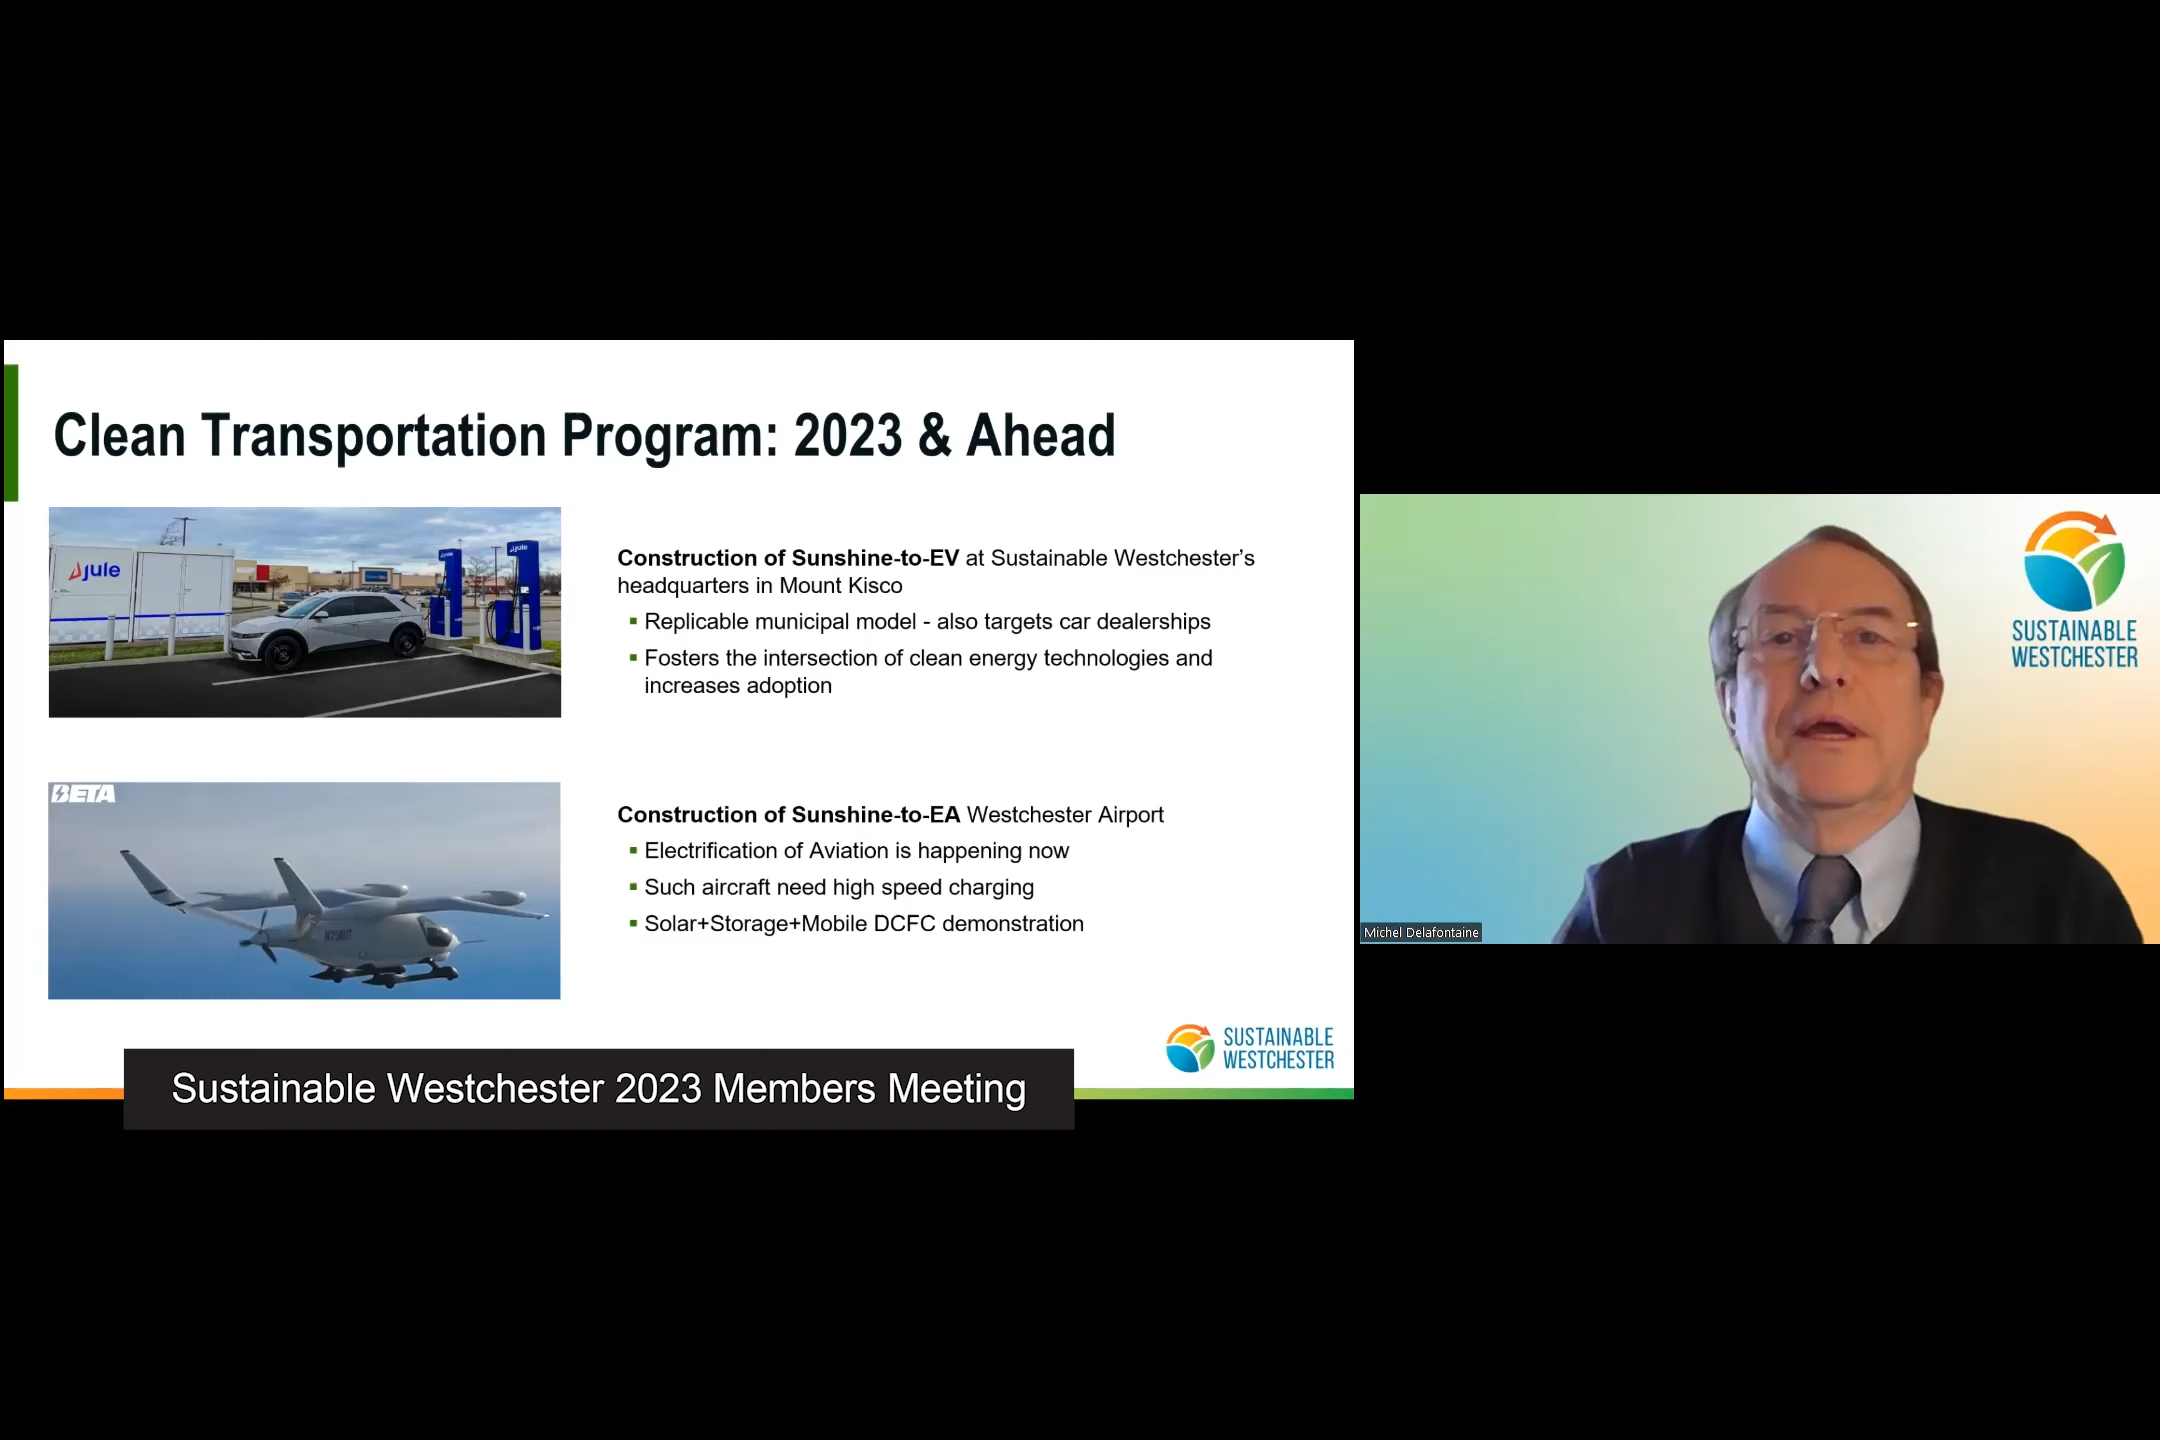 Clean Transportation Program: 2023 & Ahead
jule
jule
jule
Construction of Sunshine-to-EV at Sustainable Westchester’s
headquarters in Mount Kisco
▪ Replicable municipal model - also targets car dealerships
▪ Fosters the intersection of clean energy technologies and
increases adoption
BETA
Construction of Sunshine-to-EA Westchester Airport
▪ Electrification of Aviation is happening now
▪ Such aircraft need high speed charging
▪ Solar+Storage+Mobile DCFC demonstration
SUSTAINABLE
WESTCHESTER
Sustainable Westchester 2023 Members Meeting
SUSTAINABLE
WESTCHESTER
Michel Delafontaine